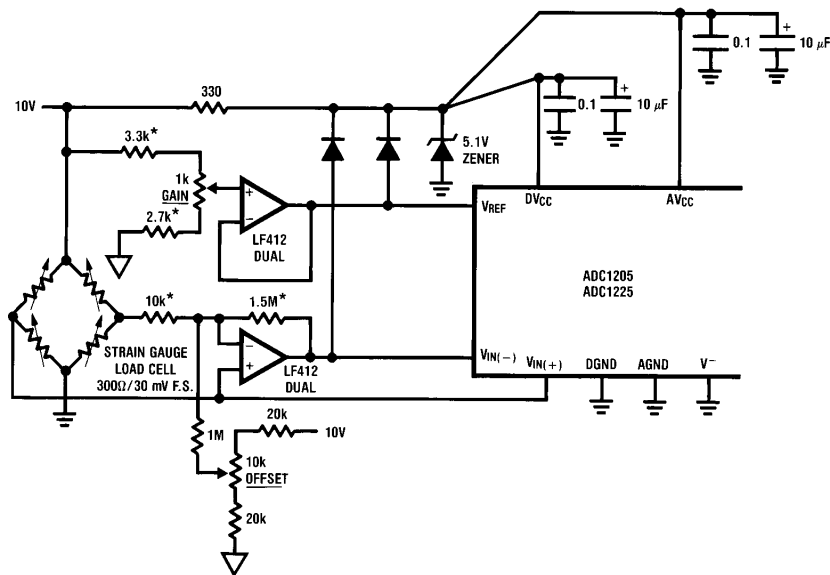 0.1
10 µF
+
330
10V
0.1
10 µF
+
3.3k*
5.1V
ZENER
1k
GAIN
+
−
2.7k*
LF412
DUAL
VREF
DVCC
AVCC
ADC1205
ADC1225
10k*
1.5M*
STRAIN GAUGE
LOAD CELL
300Ω/30 mV F.S.
−
+
LF412
DUAL
VIN(−)
VIN(+)
DGND
AGND
V−
1M
20k
10V
10k
OFFSET
20k